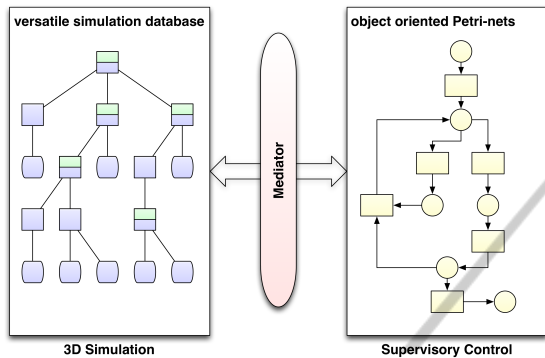 versatile simulation database
object oriented Petri-nets
Mediator
3D Simulation
Supervisory Control